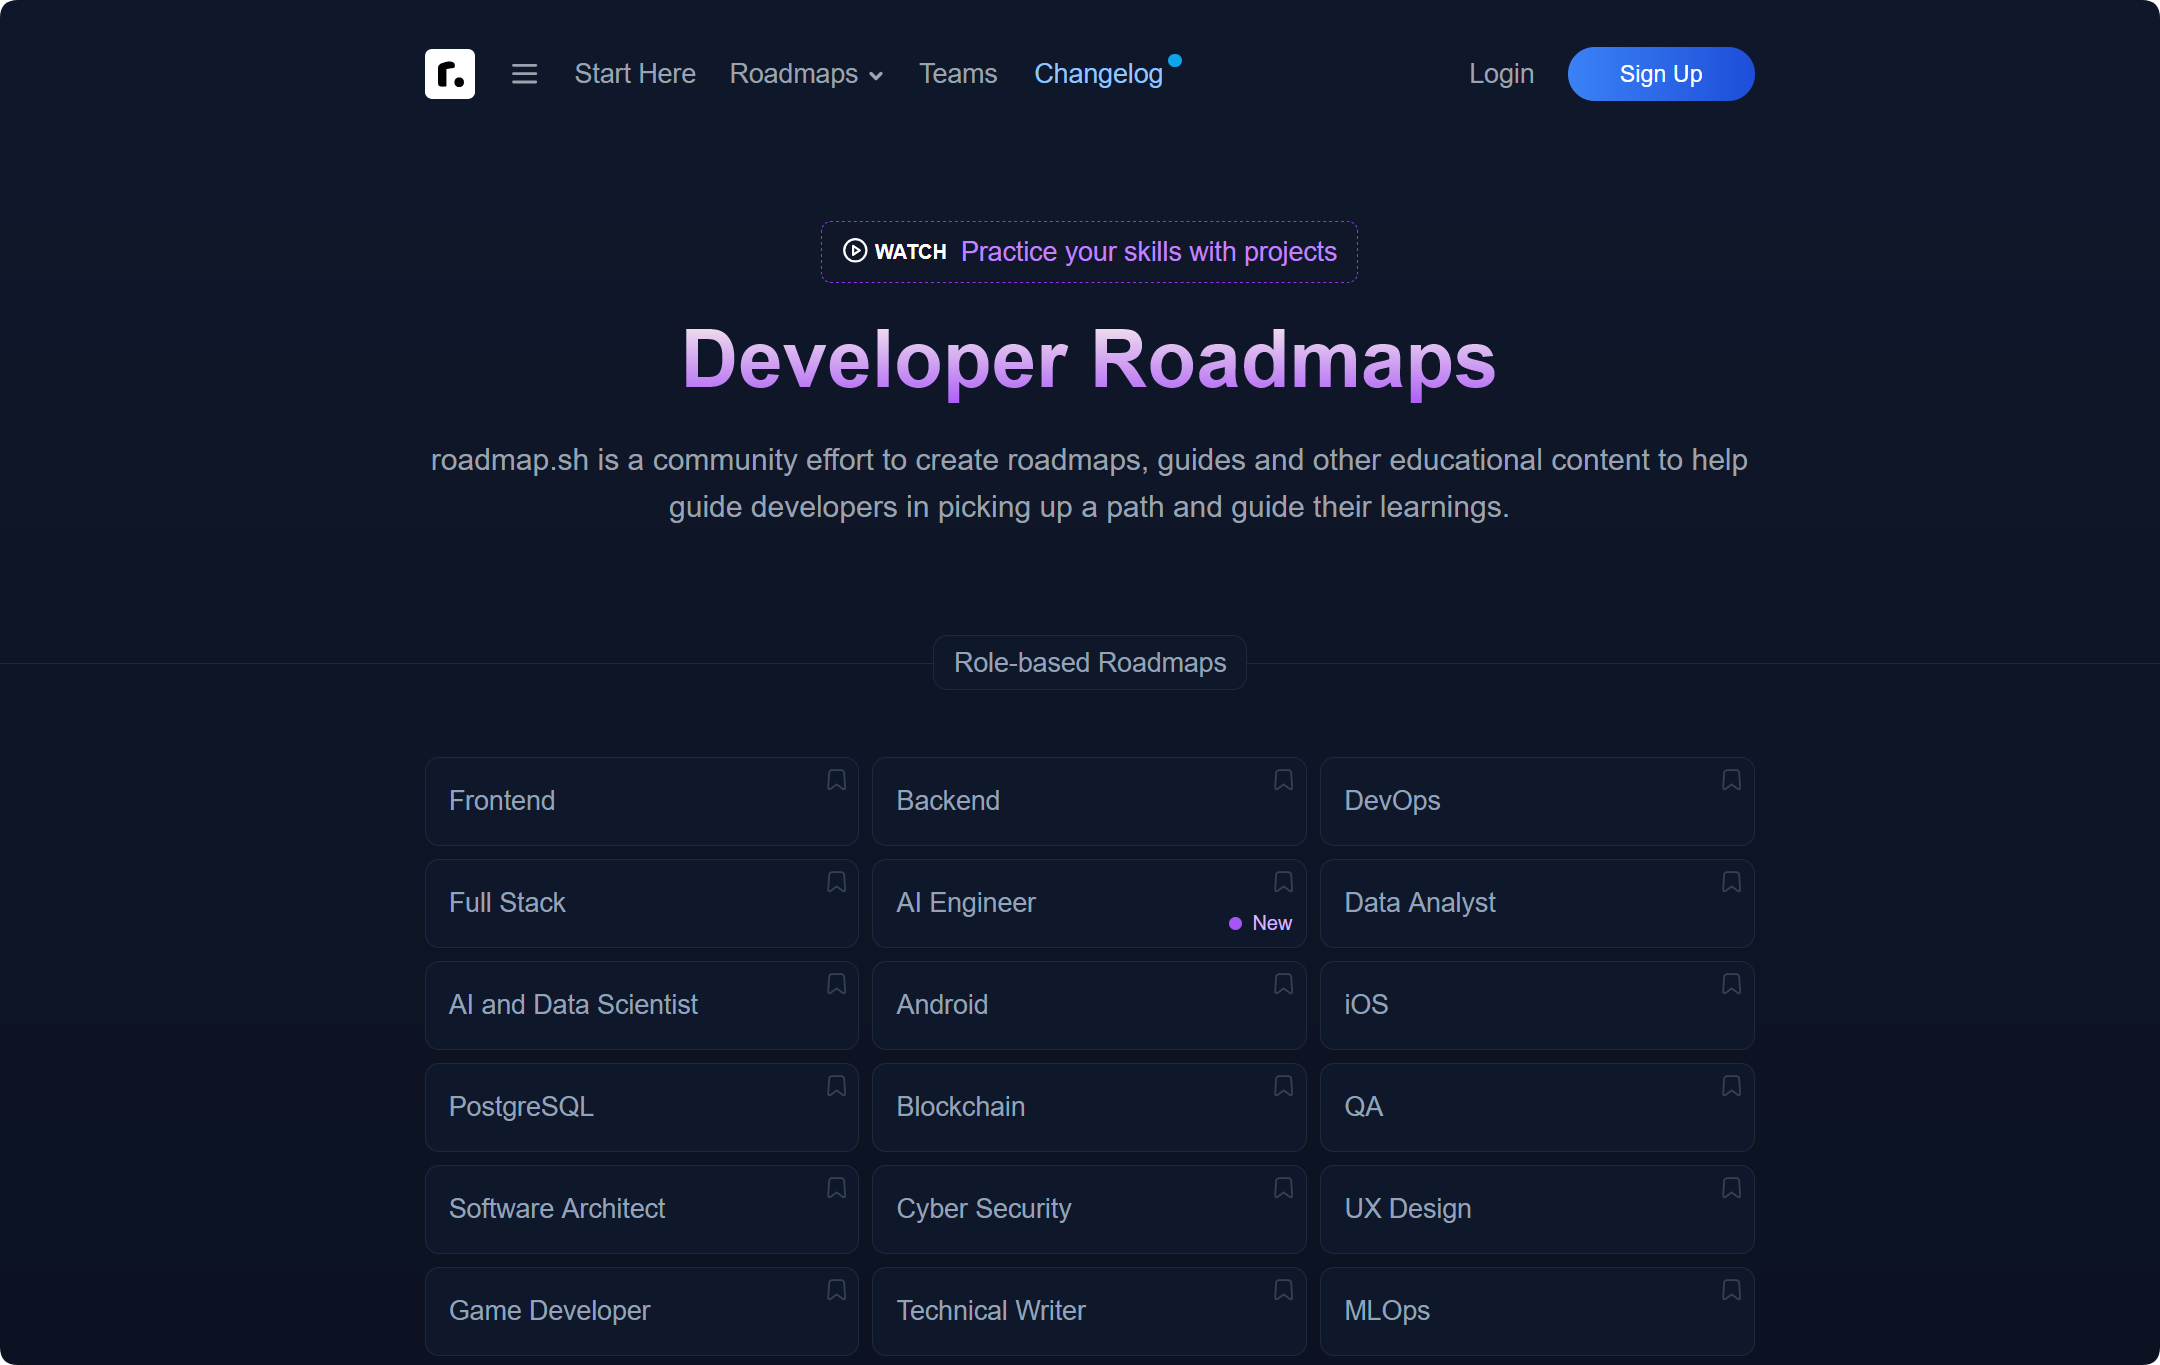 r.
Start Here
Roadmaps
Teams
Changelog
Login
Sign Up
WATCH Practice your skills with projects
Developer Roadmaps
roadmap.sh is a community effort to create roadmaps, guides and other educational content to help
guide developers in picking up a path and guide their learnings.
Role-based Roadmaps
Frontend
Backend
DevOps
Full Stack
AI Engineer
New
Data Analyst
AI and Data Scientist
Android
iOS
PostgreSQL
Blockchain
QA
Software Architect
Cyber Security
UX Design
Game Developer
Technical Writer
MLOps